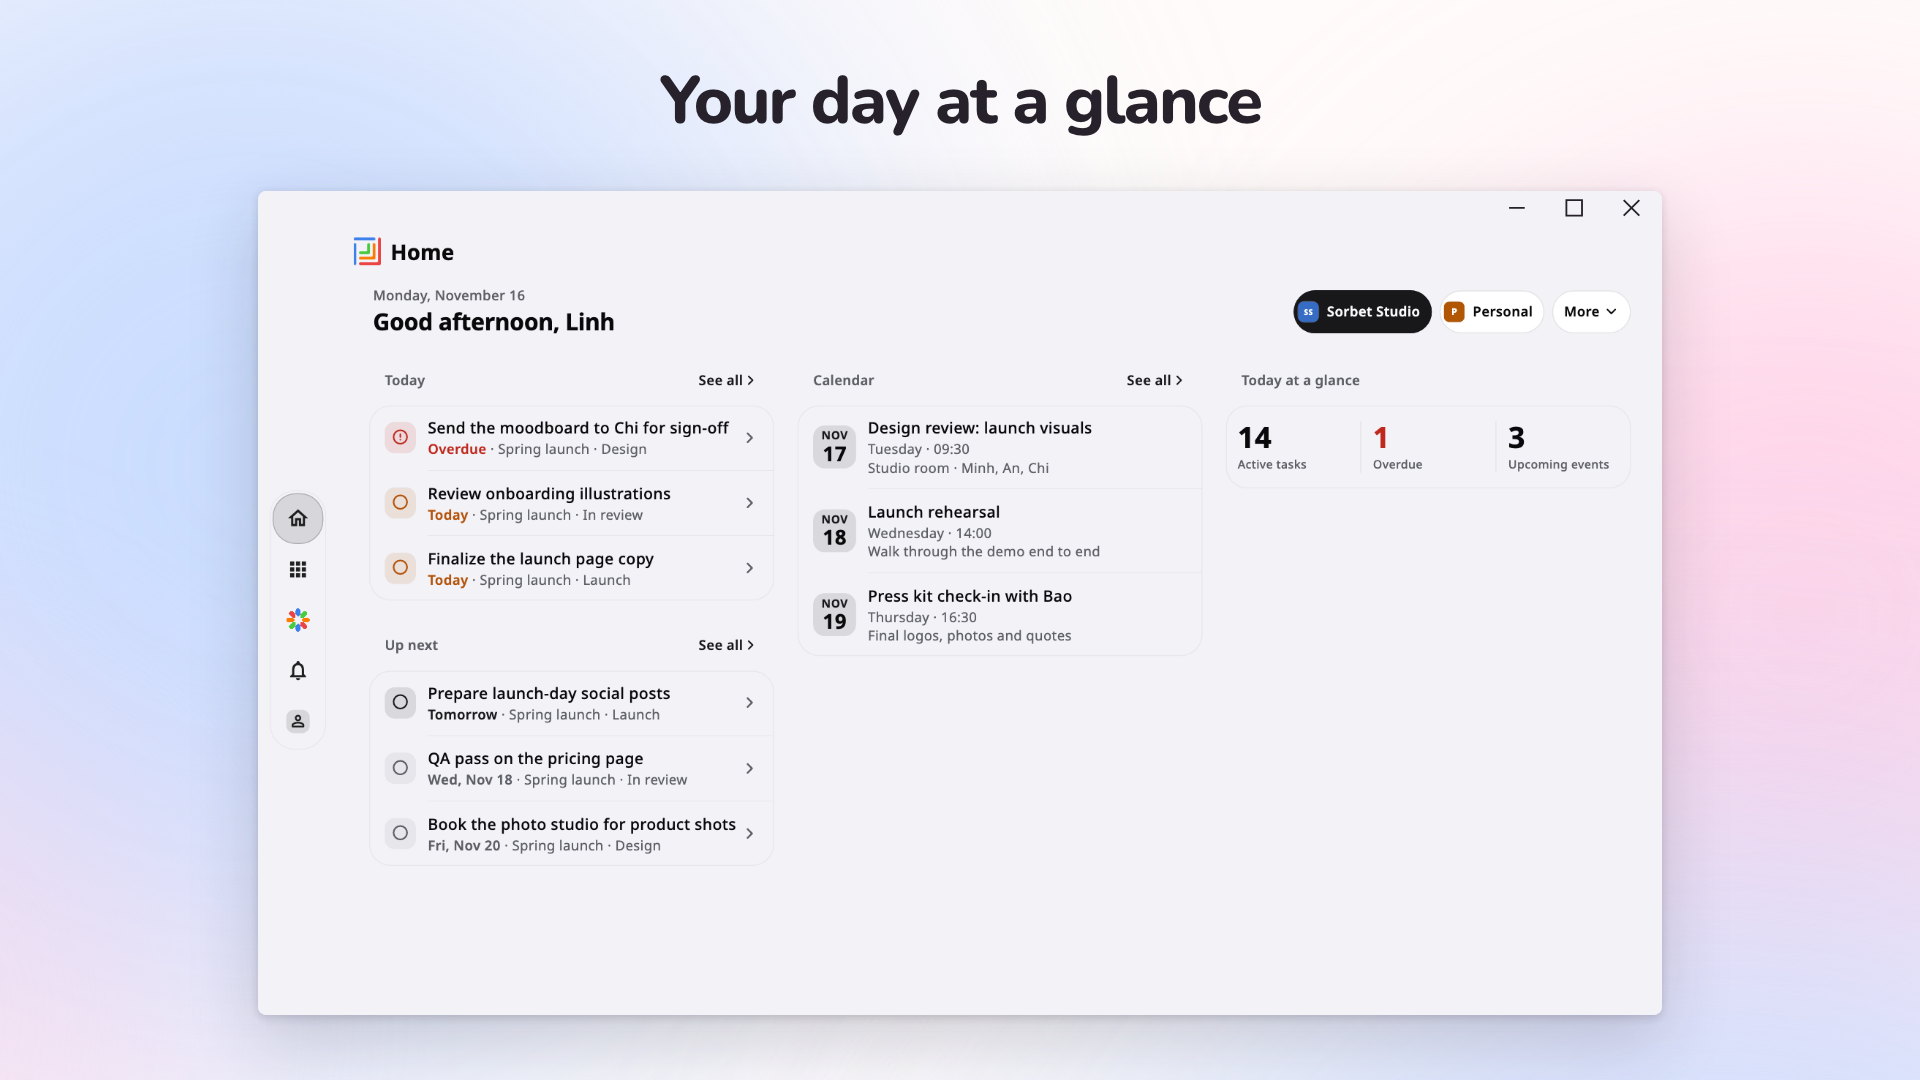 Your day at a glance
Home
Monday, November 16
Good afternoon, Linh
SS Sorbet Studio
P Personal
More
Today
See all
Send the moodboard to Chi for sign-off
Overdue · Spring launch · Design
Review onboarding illustrations
Today · Spring launch · In review
Finalize the launch page copy
Today · Spring launch · Launch
Up next
See all
Prepare launch-day social posts
Tomorrow · Spring launch · Launch
QA pass on the pricing page
Wed, Nov 18 · Spring launch · In review
Book the photo studio for product shots
Fri, Nov 20 · Spring launch · Design
Calendar
See all
NOV
17
Design review: launch visuals
Tuesday · 09:30
Studio room · Minh, An, Chi
NOV
18
Launch rehearsal
Wednesday · 14:00
Walk through the demo end to end
NOV
19
Press kit check-in with Bao
Thursday · 16:30
Final logos, photos and quotes
Today at a glance
14
Active tasks
1
Overdue
3
Upcoming events